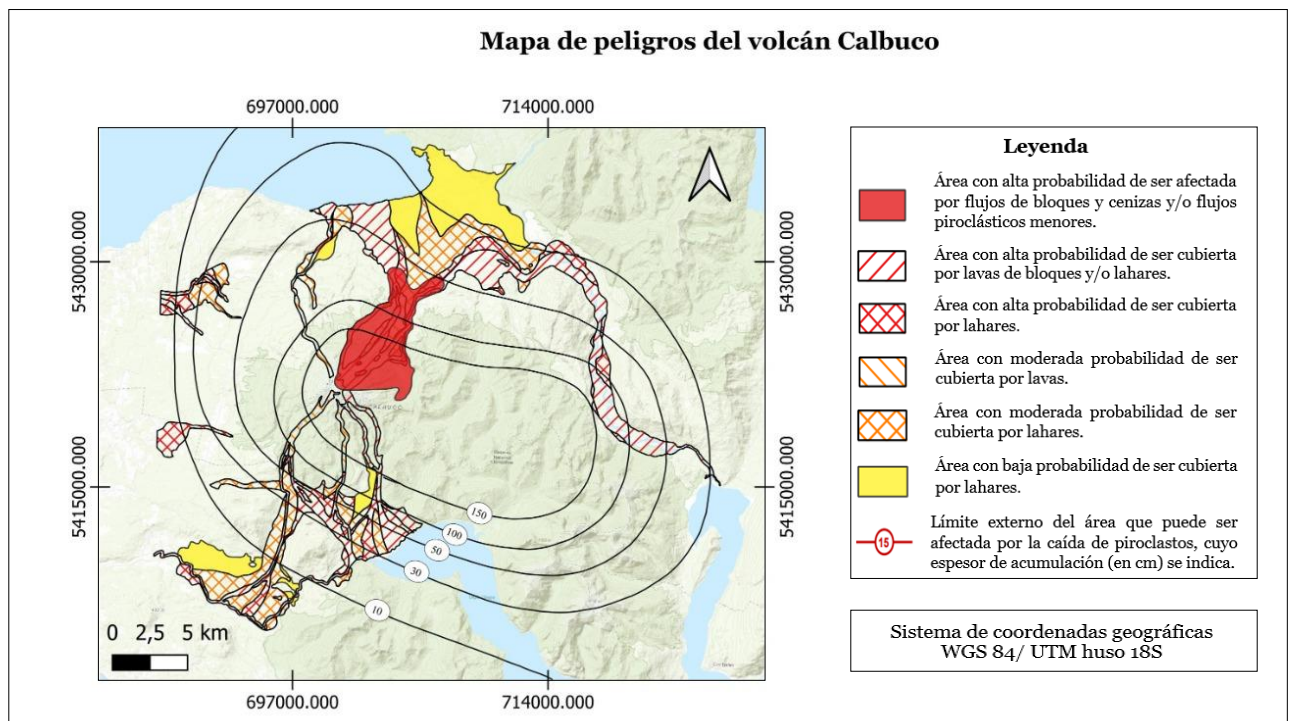 Mapa de peligros del volcán Calbuco
697000.000
714000.000
5430000.000
5430000.000
5415000.000
5415000.000
150
100
50
30
10
0 2,5 5 km
697000.000
714000.000
Leyenda
Área con alta probabilidad de ser afectada
por flujos de bloques y cenizas y/o flujos
piroclásticos menores.
Área con alta probabilidad de ser cubierta
por lavas de bloques y/o lahares.
Área con alta probabilidad de ser cubierta
por lahares.
Área con moderada probabilidad de ser
cubierta por lavas.
Área con moderada probabilidad de ser
cubierta por lahares.
Área con baja probabilidad de ser cubierta
por lahares.
15
Límite externo del área que puede ser
afectada por la caída de piroclastos, cuyo
espesor de acumulación (en cm) se indica.
Sistema de coordenadas geográficas
WGS 84/ UTM huso 18S